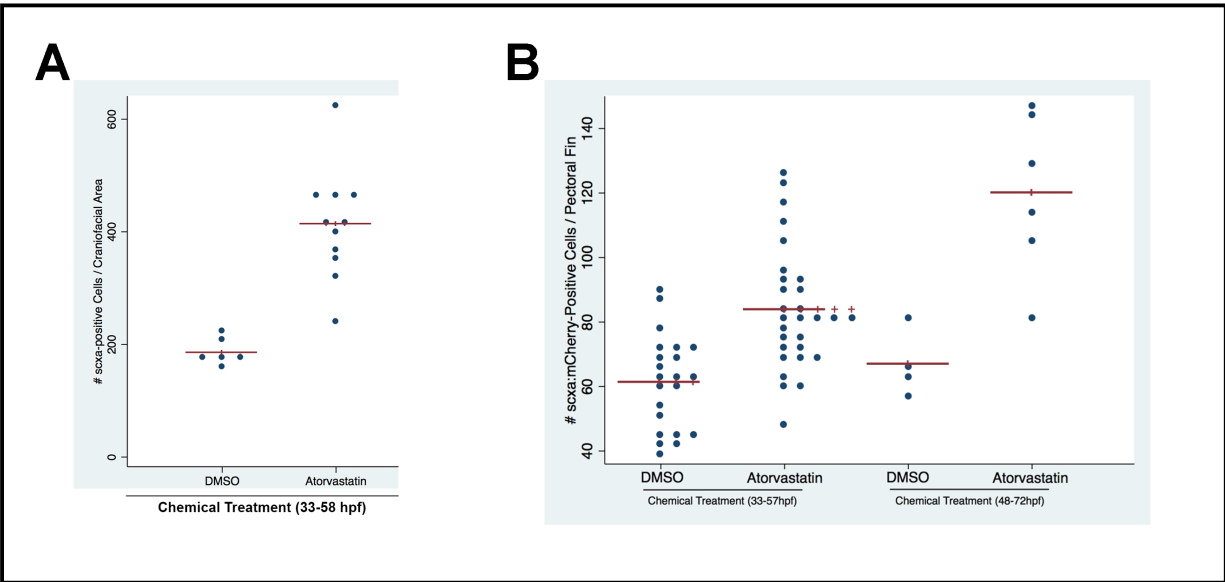 A
B
# scxa-positive Cells / Craniofacial Area
600
400
200
0
DMSO
Atorvastatin
Chemical Treatment (33-58 hpf)
# scxa:mCherry-Positive Cells / Pectoral Fin
140
120
100
80
60
40
DMSO
Atorvastatin
DMSO
Atorvastatin
Chemical Treatment (33-57hpf)
Chemical Treatment (48-72hpf)